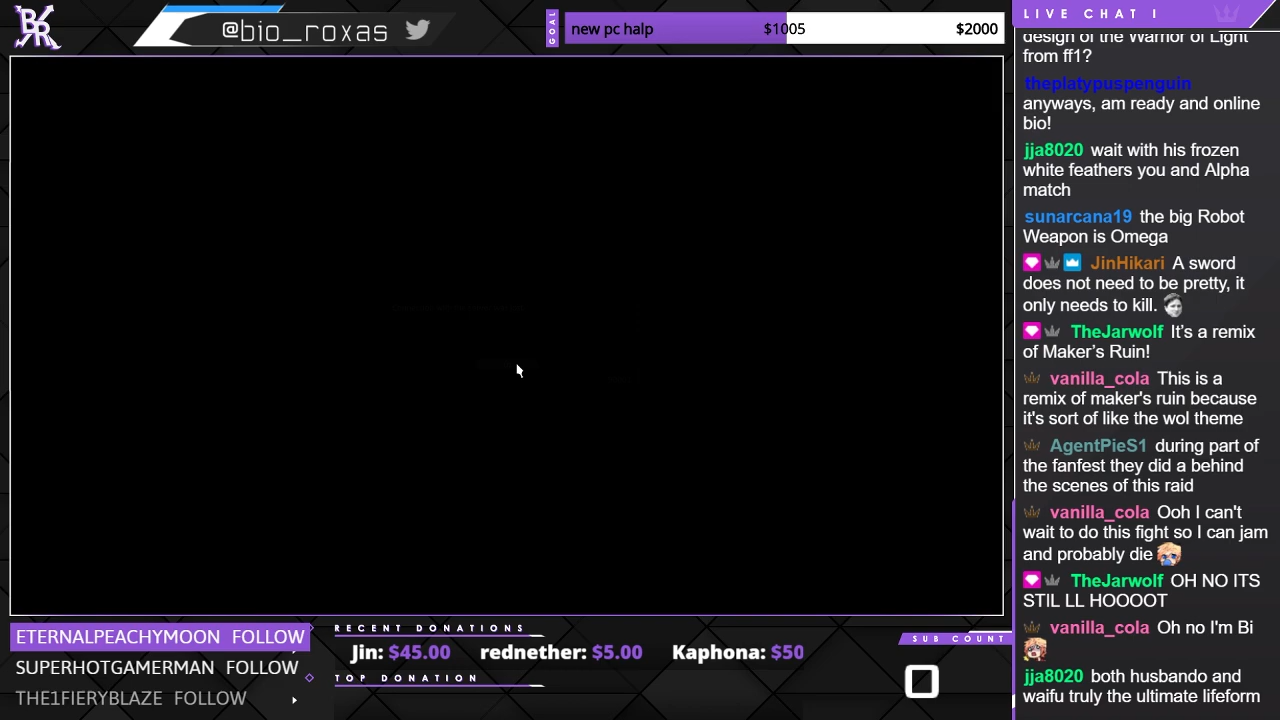 BKR
@bio_roxas
GOAL
new pc halp $1005 $2000
LIVE CHAT
design of the Warrior of Light
from ff1?
theplatypuspenguin
anyways, am ready and online
bio!
jja8020 wait with his frozen
white feathers you and Alpha
match
sunarcana19 the big Robot
Weapon is Omega
JinHikari A sword
does not need to be pretty, it
only needs to kill.
TheJarwolf It's a remix
of Maker's Ruin!
vanilla_cola This is a
remix of maker's ruin because
it's sort of like the wol theme
AgentPieS1 during part of
the fanfest they did a behind
the scenes of this raid
vanilla_cola Ooh I can't
wait to do this fight so I can jam
and probably die
TheJarwolf OH NO ITS
STIL LL HOOOOT
vanilla_cola Oh no I'm Bi
jja8020 both husbando and
waifu truly the ultimate lifeform
ETERNALPEACHYMOON FOLLOW
SUPERHOTGAMERMAN FOLLOW
THE1FIERYBLAZE FOLLOW
RECENT DONATIONS
Jin: $45.00 rednether: $5.00 Kaphona: $50
TOP DONATION
SUB COUNT
0